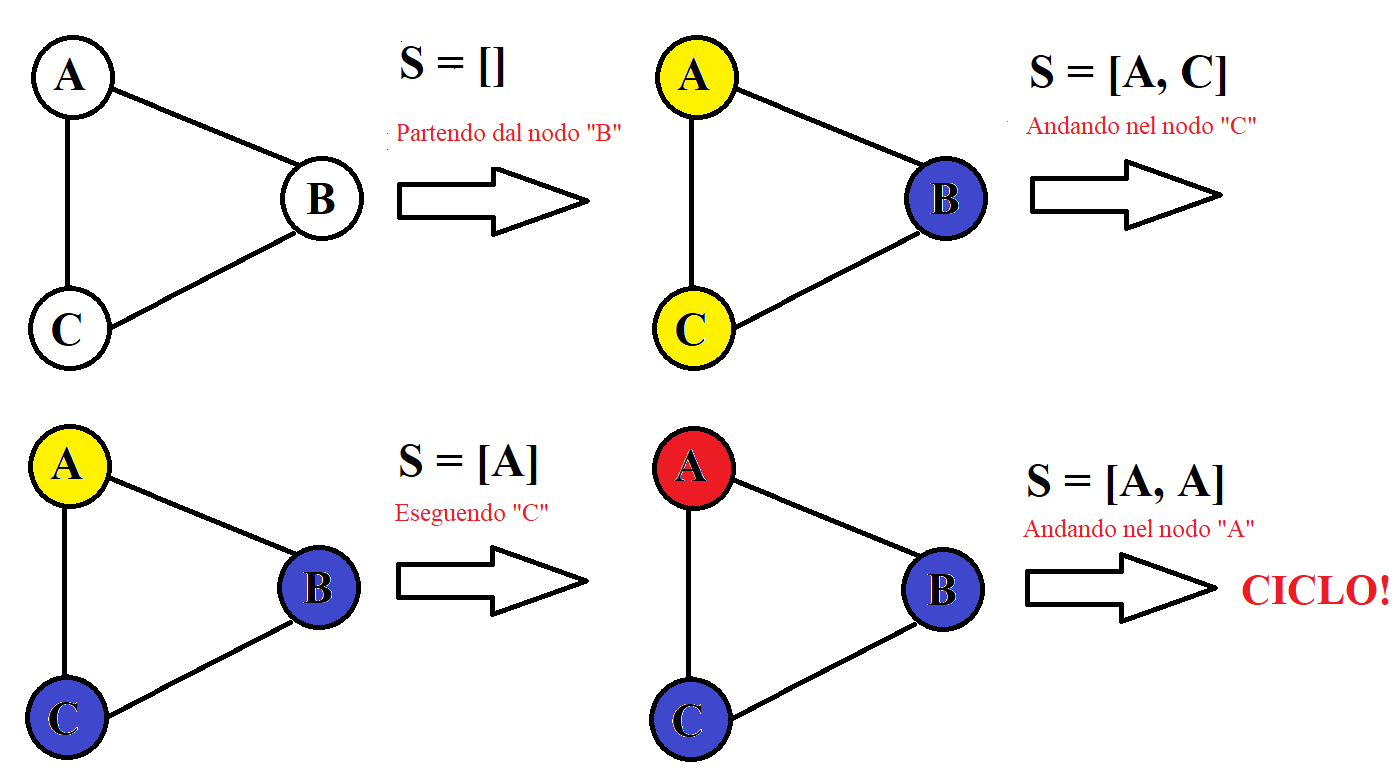 A
B
C
S = []
Partendo dal nodo "B"
A
B
C
S = [A, C]
Andando nel nodo "C"
A
B
C
S = [A]
Eseguendo "C"
A
B
C
S = [A, A]
Andando nel nodo "A"
CICLO!